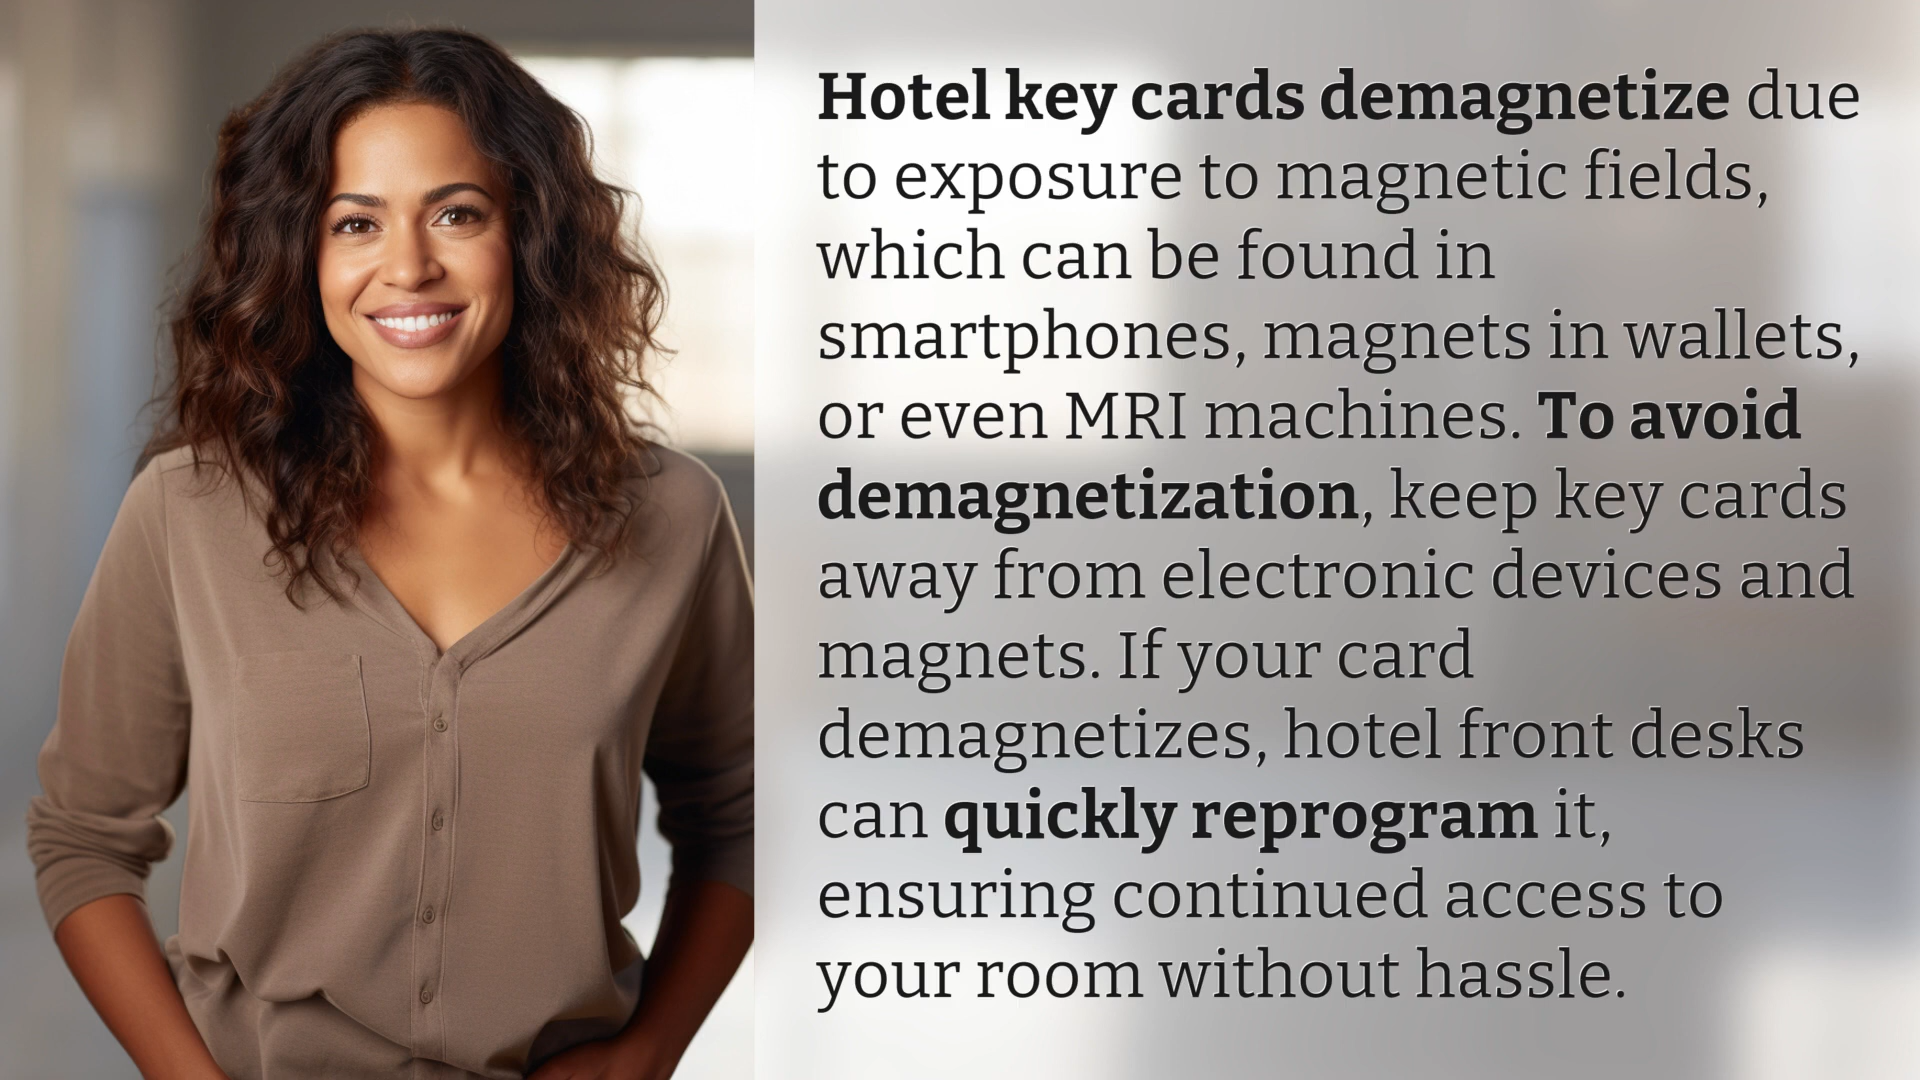 Hotel key cards demagnetize due
to exposure to magnetic fields,
which can be found in
smartphones, magnets in wallets,
or even MRI machines. To avoid
demagnetization, keep key cards
away from electronic devices and
magnets. If your card
demagnetizes, hotel front desks
can quickly reprogram it,
ensuring continued access to
your room without hassle.